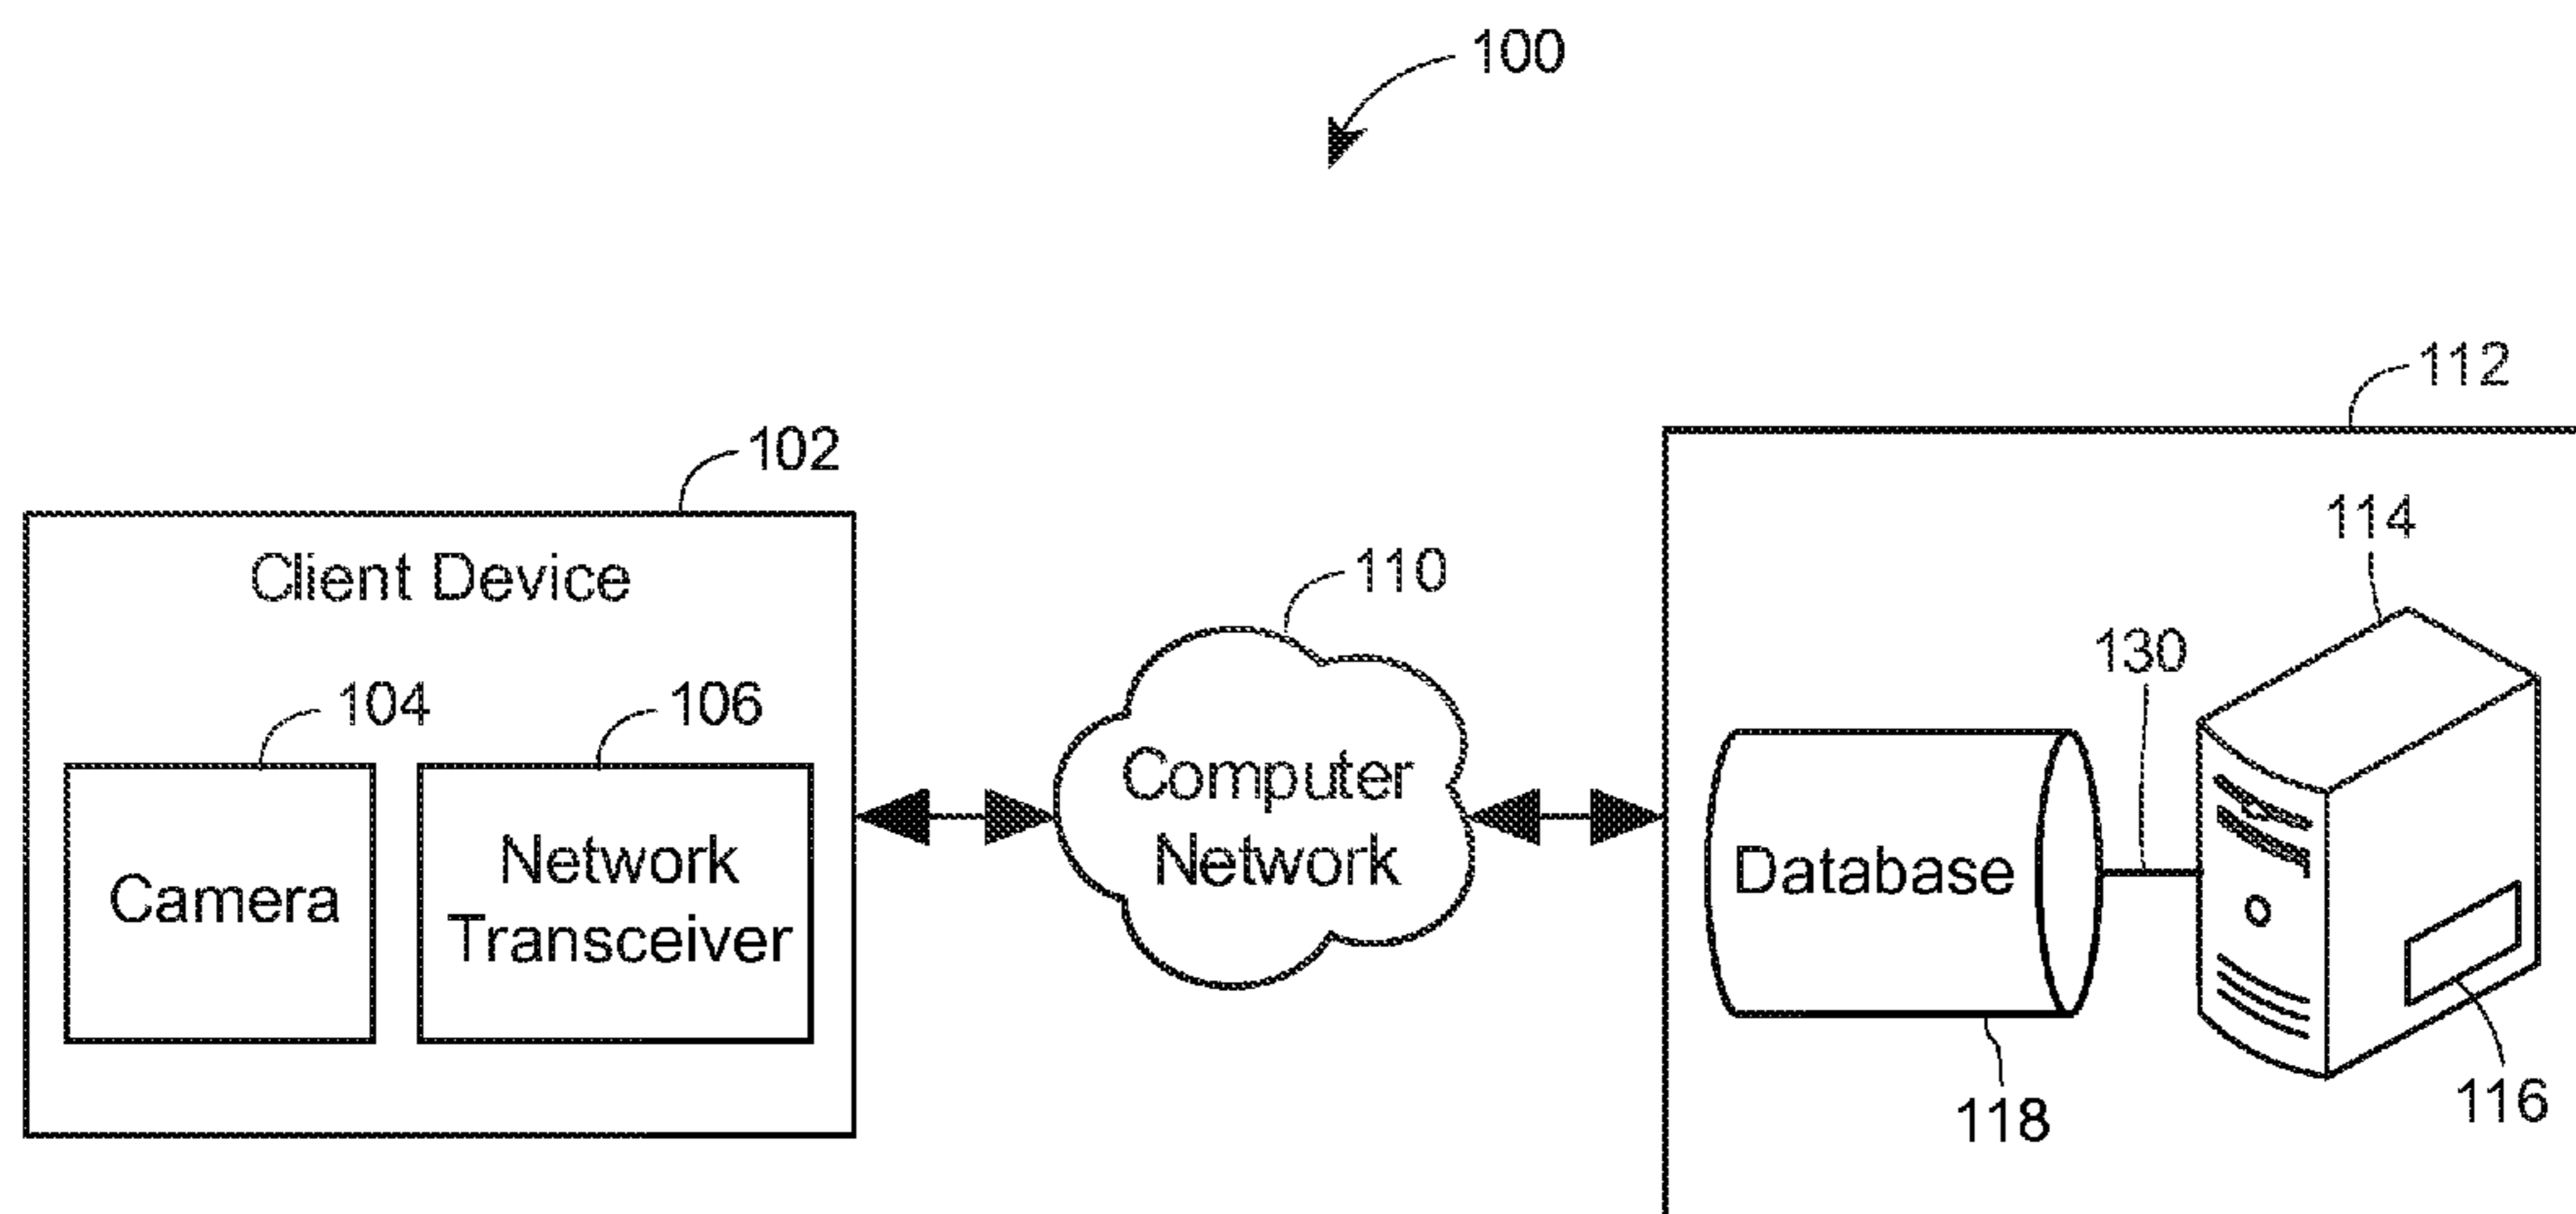 100
112
102
114
Client Device
110
130
104
106
Computer
Network
Camera
Network
Transceiver
Database
118
116